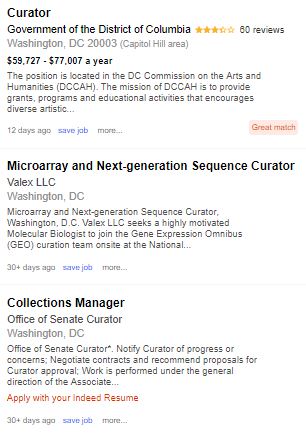 Curator
Government of the District of Columbia 60 reviews
Washington, DC 20003 (Capitol Hill area)
$59,727 - $77,007 a year
The position is located in the DC Commission on the Arts and
Humanities (DCCAH). The mission of DCCAH is to provide
grants, programs and educational activities that encourages
diverse artistic...
Great match
12 days ago save job more...
Microarray and Next-generation Sequence Curator
Valex LLC
Washington, DC
Microarray and Next-generation Sequence Curator,
Washington, D.C. Valex LLC seeks a highly motivated
Molecular Biologist to join the Gene Expression Omnibus
(GEO) curation team onsite at the National...
30+ days ago save job more...
Collections Manager
Office of Senate Curator
Washington, DC
Office of Senate Curator*. Notify Curator of progress or
concerns; Negotiate contracts and recommend proposals for
Curator approval; Work is performed under the general
direction of the Associate...
Apply with your Indeed Resume
30+ days ago save job more...